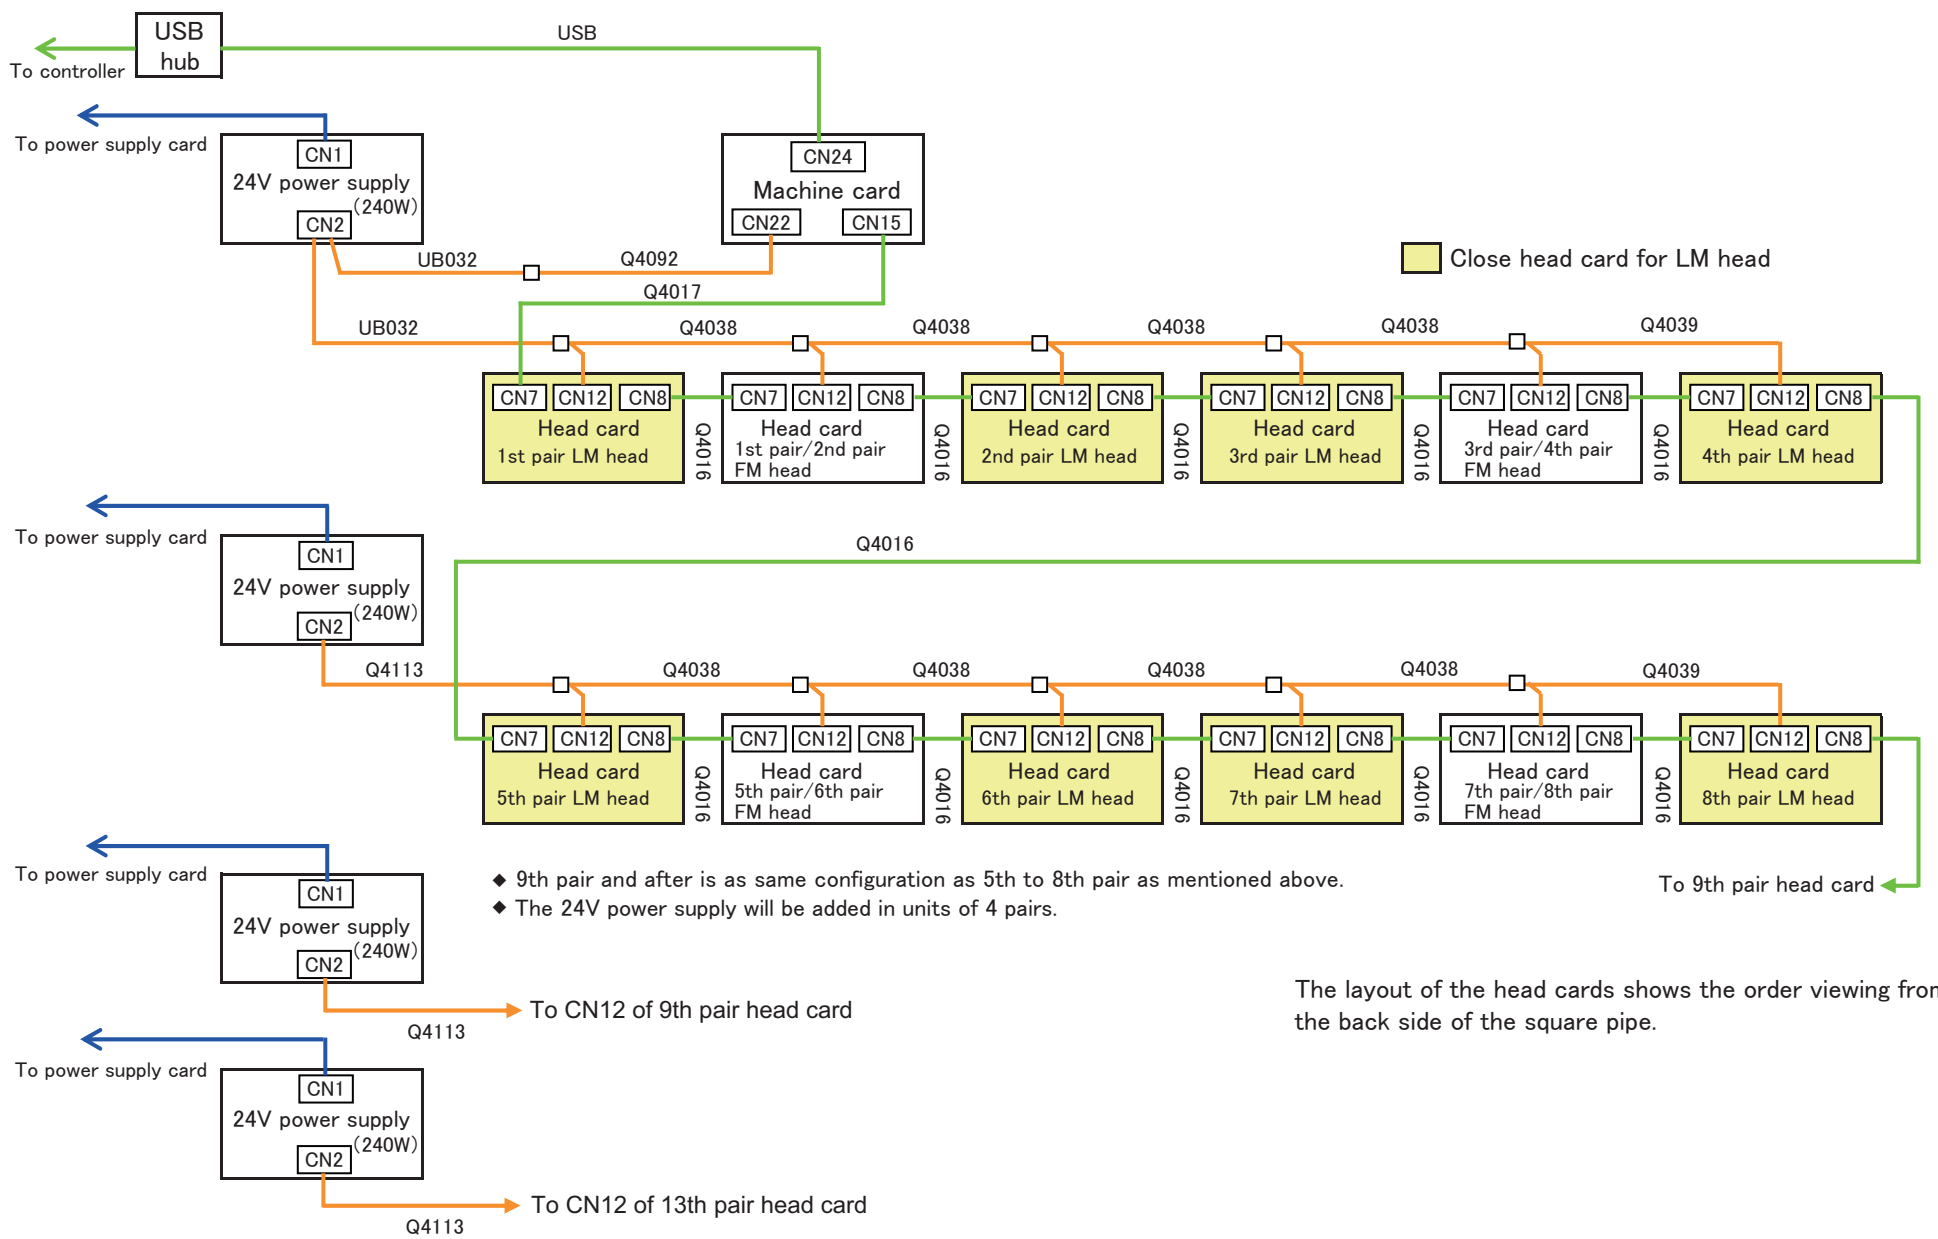 USB
hub
USB
To controller
To power supply card
CN1
24V power supply
(240W)
CN2
CN24
Machine card
CN22
CN15
UB032
Q4092
Q4017
Close head card for LM head
UB032
Q4038
Q4038
Q4038
Q4038
Q4039
CN7
CN12
CN8
Head card
1st pair LM head
Q4016
CN7
CN12
CN8
Head card
1st pair/2nd pair
FM head
Q4016
CN7
CN12
CN8
Head card
2nd pair LM head
Q4016
CN7
CN12
CN8
Head card
3rd pair LM head
Q4016
CN7
CN12
CN8
Head card
3rd pair/4th pair
FM head
Q4016
CN7
CN12
CN8
Head card
4th pair LM head
To power supply card
CN1
24V power supply
(240W)
CN2
Q4016
Q4113
Q4038
Q4038
Q4038
Q4038
Q4039
CN7
CN12
CN8
Head card
5th pair LM head
Q4016
CN7
CN12
CN8
Head card
5th pair/6th pair
FM head
Q4016
CN7
CN12
CN8
Head card
6th pair LM head
Q4016
CN7
CN12
CN8
Head card
7th pair LM head
Q4016
CN7
CN12
CN8
Head card
7th pair/8th pair
FM head
Q4016
CN7
CN12
CN8
Head card
8th pair LM head
To power supply card
CN1
24V power supply
(240W)
CN2
◆ 9th pair and after is as same configuration as 5th to 8th pair as mentioned above.
◆ The 24V power supply will be added in units of 4 pairs.
To 9th pair head card
To CN12 of 9th pair head card
Q4113
The layout of the head cards shows the order viewing from
the back side of the square pipe.
To power supply card
CN1
24V power supply
(240W)
CN2
To CN12 of 13th pair head card
Q4113